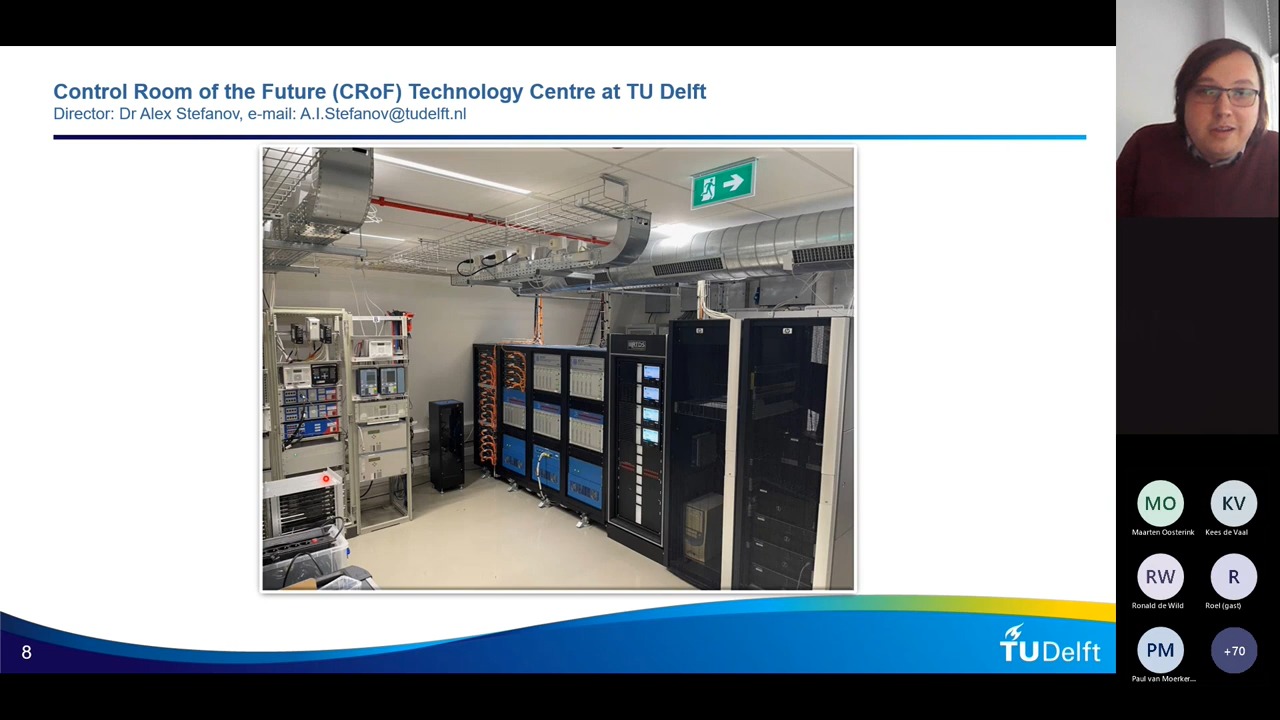 Control Room of the Future (CRoF) Technology Centre at TU Delft
Director: Dr Alex Stefanov, e-mail: A.I.Stefanov@tudelft.nl
8
TUDelft
MO
Maarten Oosterink
KV
Kees de Vaal
RW
Ronald de Wild
R
Roel (gast)
PM
Paul van Moerker...
+70